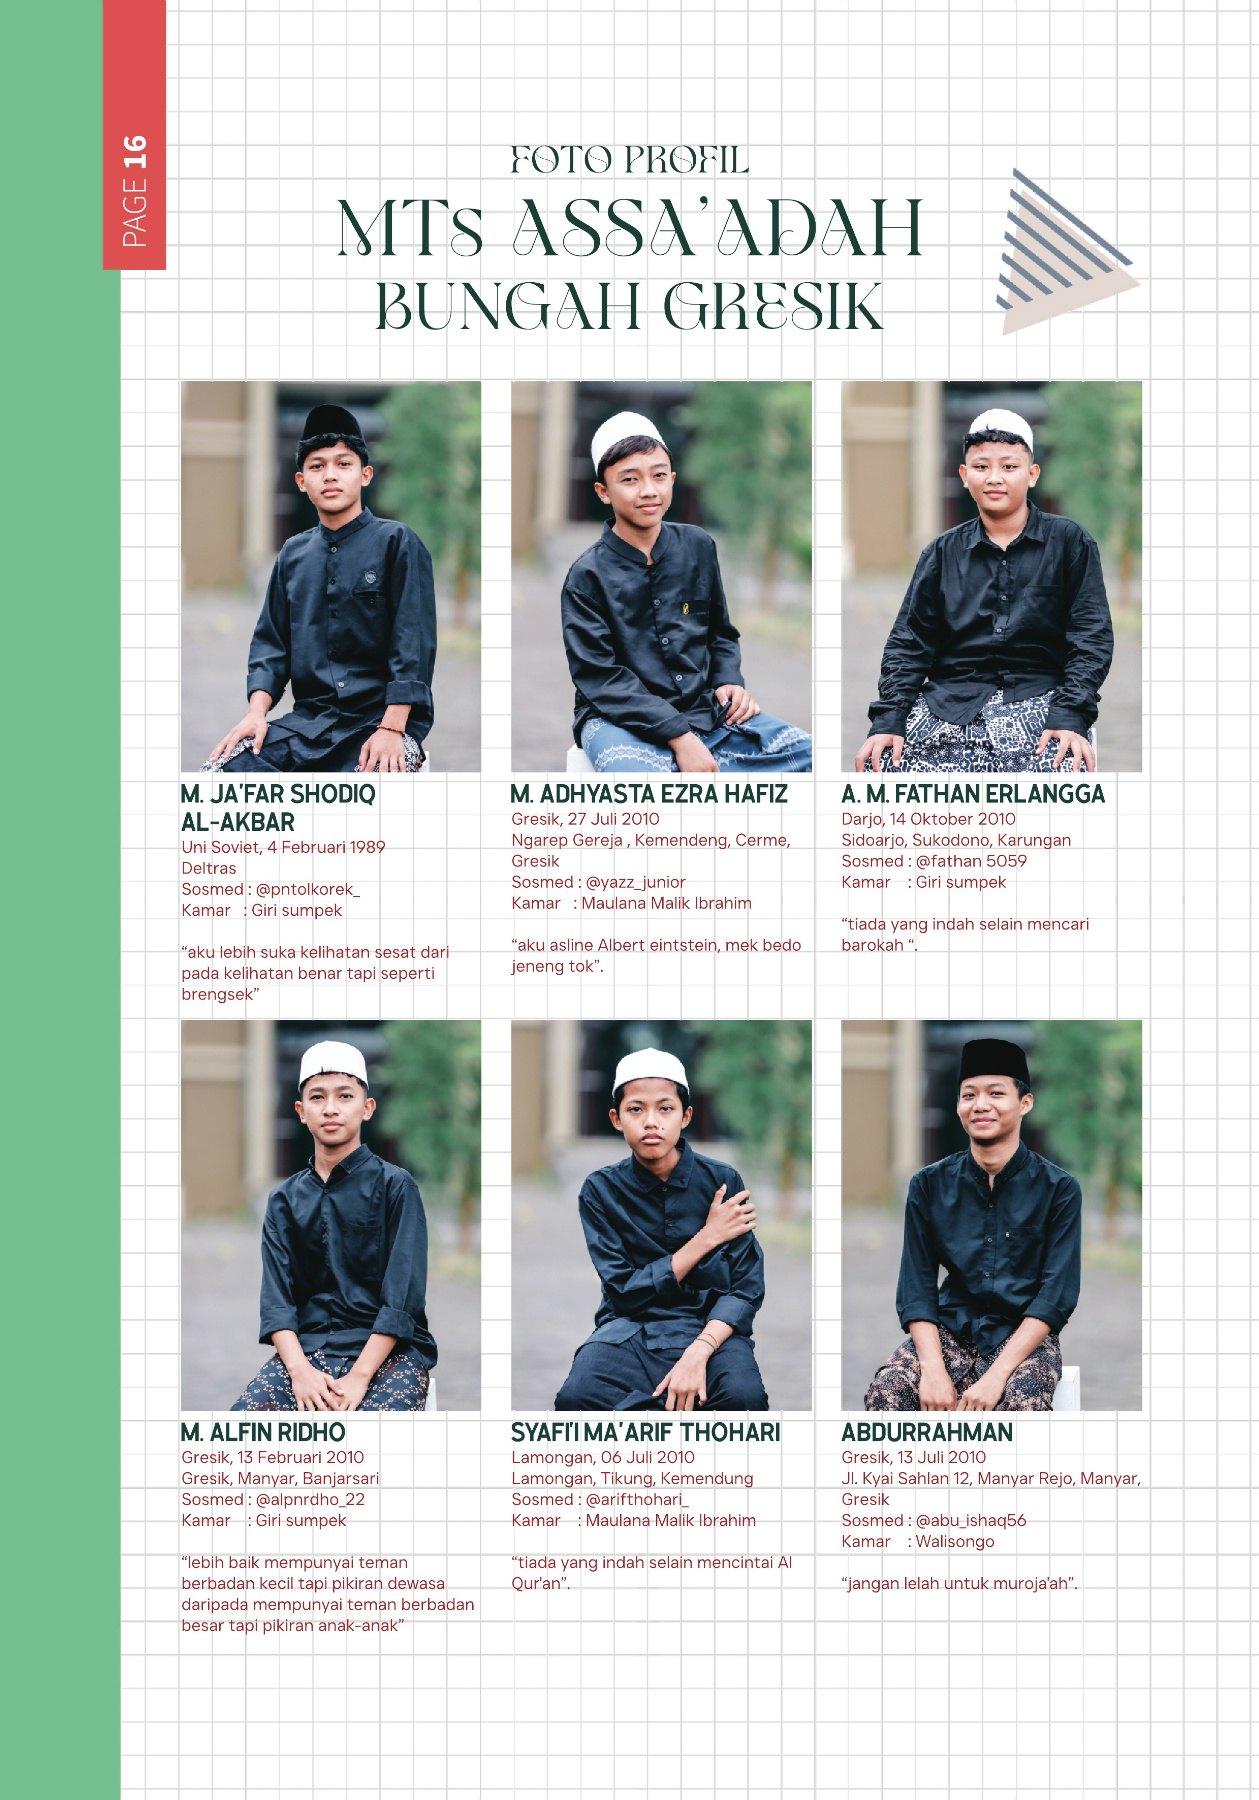 PAGE 16
FOTO PROFIL
MTs ASSA'ADAH
BUNGAH GRESIK
M. JA'FAR SHODIQ
AL-AKBAR
Uni Soviet, 4 Februari 1989
Deltras
Sosmed : @pntolkorek_
Kamar : Giri sumpek
“aku lebih suka kelihatan sesat dari
pada kelihatan benar tapi seperti
brengsek”
M. ADHYASTA EZRA HAFIZ
Gresik, 27 Juli 2010
Ngarep Gereja , Kemendeng, Cerme,
Gresik
Sosmed : @yazz_junior
Kamar : Maulana Malik Ibrahim
“aku asline Albert eintstein, mek bedo
jeneng tok”.
A. M. FATHAN ERLANGGA
Darjo, 14 Oktober 2010
Sidoarjo, Sukodono, Karungan
Sosmed : @fathan 5059
Kamar : Giri sumpek
“tiada yang indah selain mencari
barokah “.
M. ALFIN RIDHO
Gresik, 13 Februari 2010
Gresik, Manyar, Banjarsari
Sosmed : @alpnrdho_22
Kamar : Giri sumpek
“lebih baik mempunyai teman
berbadan kecil tapi pikiran dewasa
daripada mempunyai teman berbadan
besar tapi pikiran anak-anak”
SYAFI'I MA'ARIF THOHARI
Lamongan, 06 Juli 2010
Lamongan, Tikung, Kemendung
Sosmed : @arifthohari_
Kamar : Maulana Malik Ibrahim
“tiada yang indah selain mencintai Al
Qur'an”.
ABDURRAHMAN
Gresik, 13 Juli 2010
Jl. Kyai Sahlan 12, Manyar Rejo, Manyar,
Gresik
Sosmed : @abu_ishaq56
Kamar : Walisongo
“jangan lelah untuk muroja'ah”.